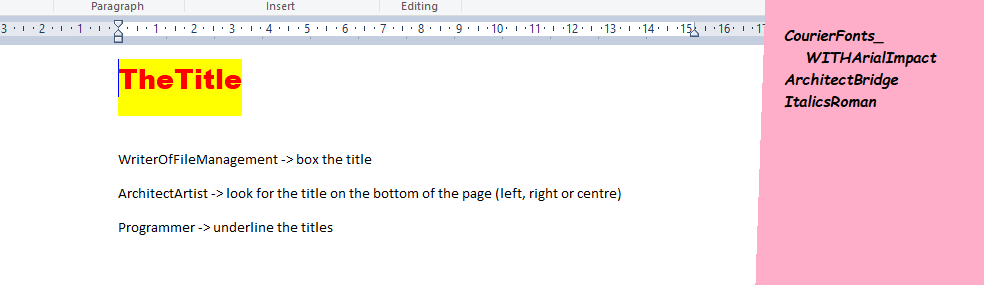 Paragraph Insert Editing
3 2 1 1 2 3 4 5 6 7 8 9 10 11 12 13 14 15 16 17
TheTitle
WriterOfFileManagement -> box the title
ArchitectArtist -> look for the title on the bottom of the page (left, right or centre)
Programmer -> underline the titles
CourierFonts_
WITHArialImpact
ArchitectBridge
ItalicsRoman